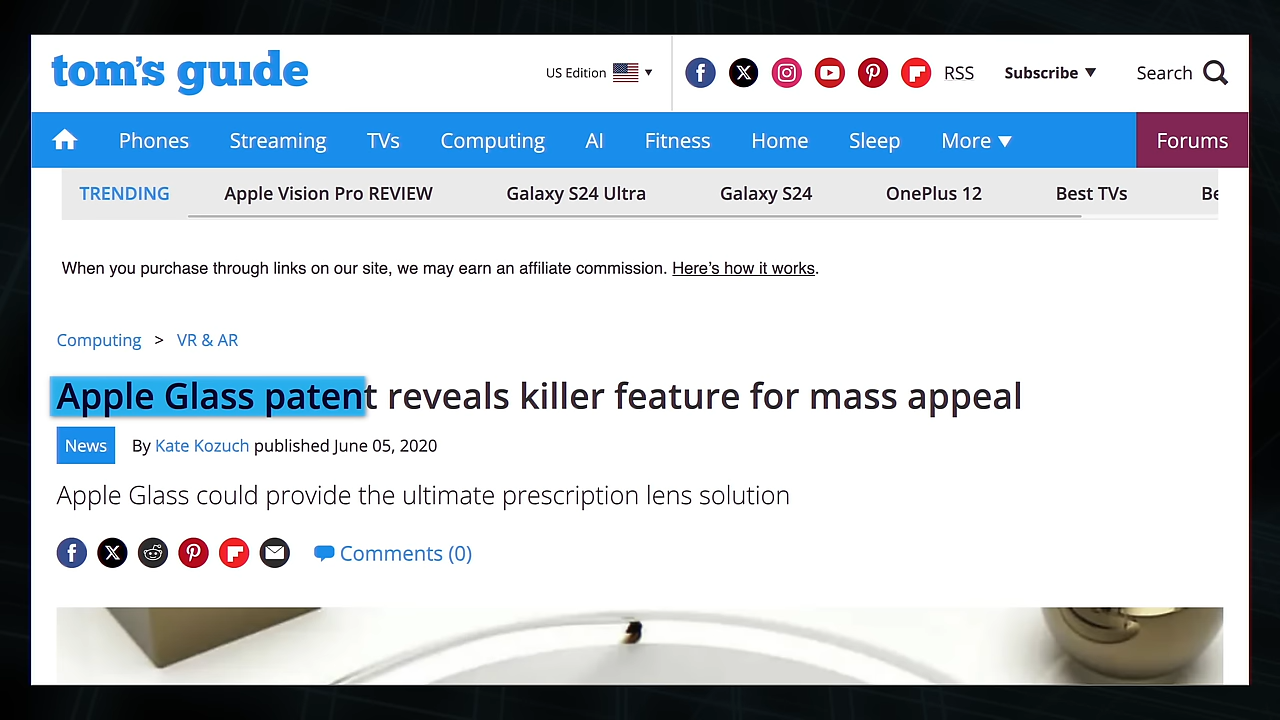 tom's guide
US Edition
RSS
Subscribe
Search
Phones
Streaming
TVs
Computing
AI
Fitness
Home
Sleep
More
Forums
TRENDING
Apple Vision Pro REVIEW
Galaxy S24 Ultra
Galaxy S24
OnePlus 12
Best TVs
Be
When you purchase through links on our site, we may earn an affiliate commission. Here's how it works.
Computing > VR & AR
Apple Glass patent reveals killer feature for mass appeal
News
By Kate Kozuch published June 05, 2020
Apple Glass could provide the ultimate prescription lens solution
Comments (0)